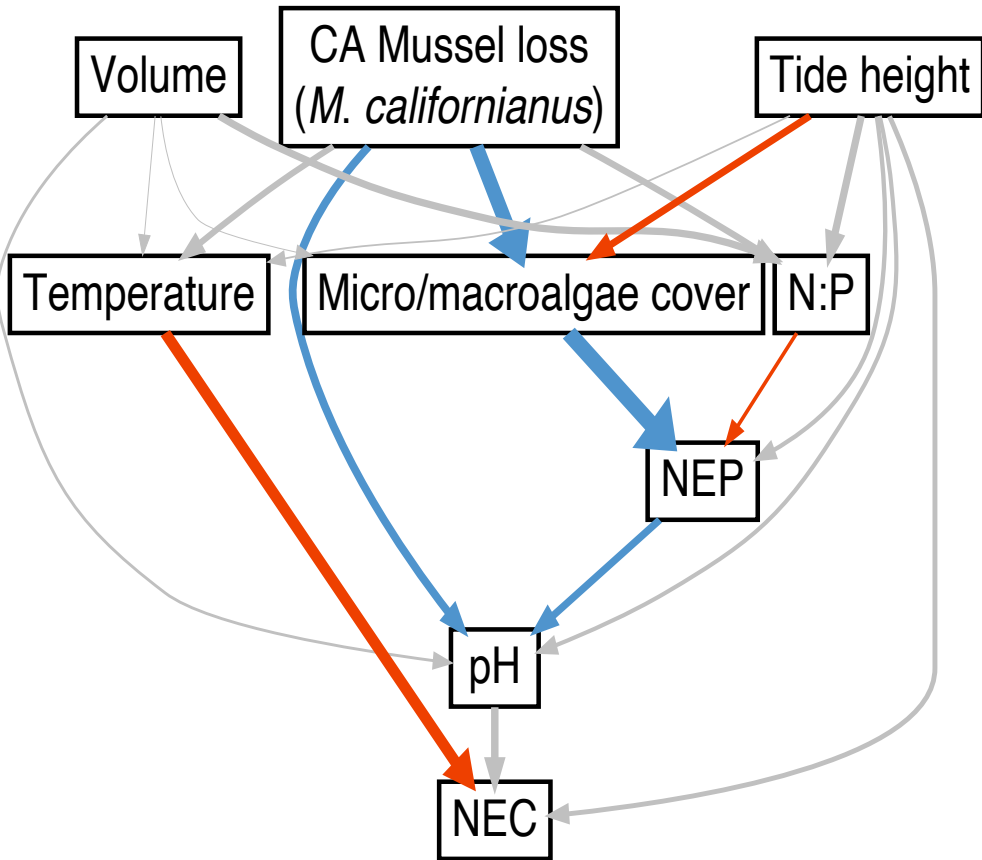 Volume
CA Mussel loss
(M. californianus)
Tide height
Temperature
Micro/macroalgae cover
N:P
NEP
pH
NEC